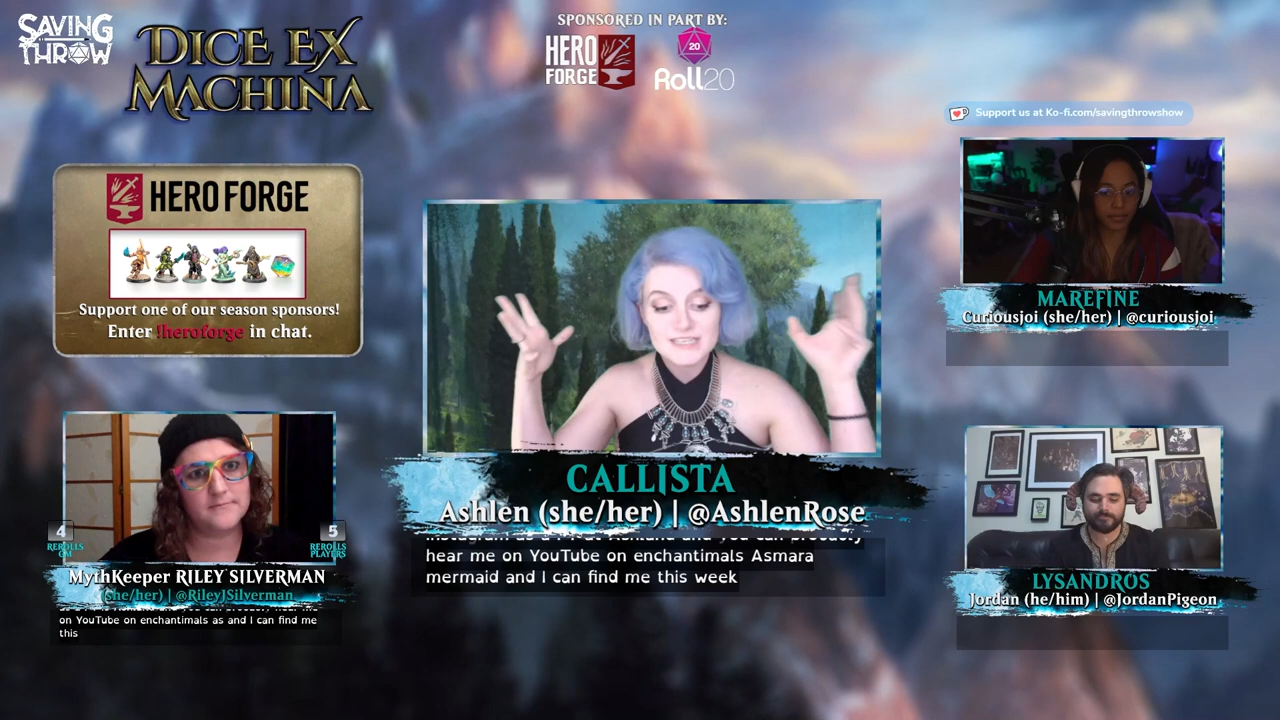 SAVING
THROW
DICE EX
MACHINA
SPONSORED IN PART BY:
HERO
FORGE
20
Roll20
Support us at Ko-fi.com/savingthrowshow
HERO FORGE
Support one of our season sponsors!
Enter !heroforge in chat.
MAREFINE
Curiousjoi (she/her) | @curiousjoi
CALLISTA
Ashlen (she/her) | @AshlenRose
hear me on YouTube on enchantimals Asmara
mermaid and I can find me this week
4
REROLLS
GM
5
REROLLS
PLAYERS
MythKeeper RILEY SILVERMAN
(she/her) | @RileyJSilverman
on YouTube on enchantimals as and I can find me
this
LYSANDROS
Jordan (he/him) | @JordanPigeon